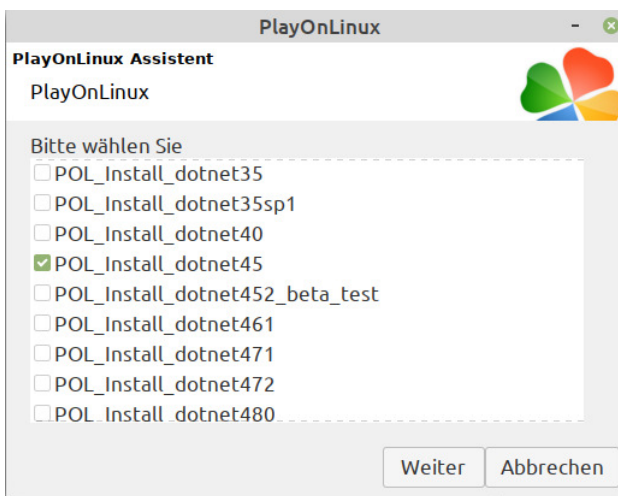 PlayOnLinux
PlayOnLinux Assistent
PlayOnLinux
Bitte wählen Sie
POL_Install_dotnet35
POL_Install_dotnet35sp1
POL_Install_dotnet40
POL_Install_dotnet45
POL_Install_dotnet452_beta_test
POL_Install_dotnet461
POL_Install_dotnet471
POL_Install_dotnet472
POL_Install_dotnet480
Weiter Abbrechen